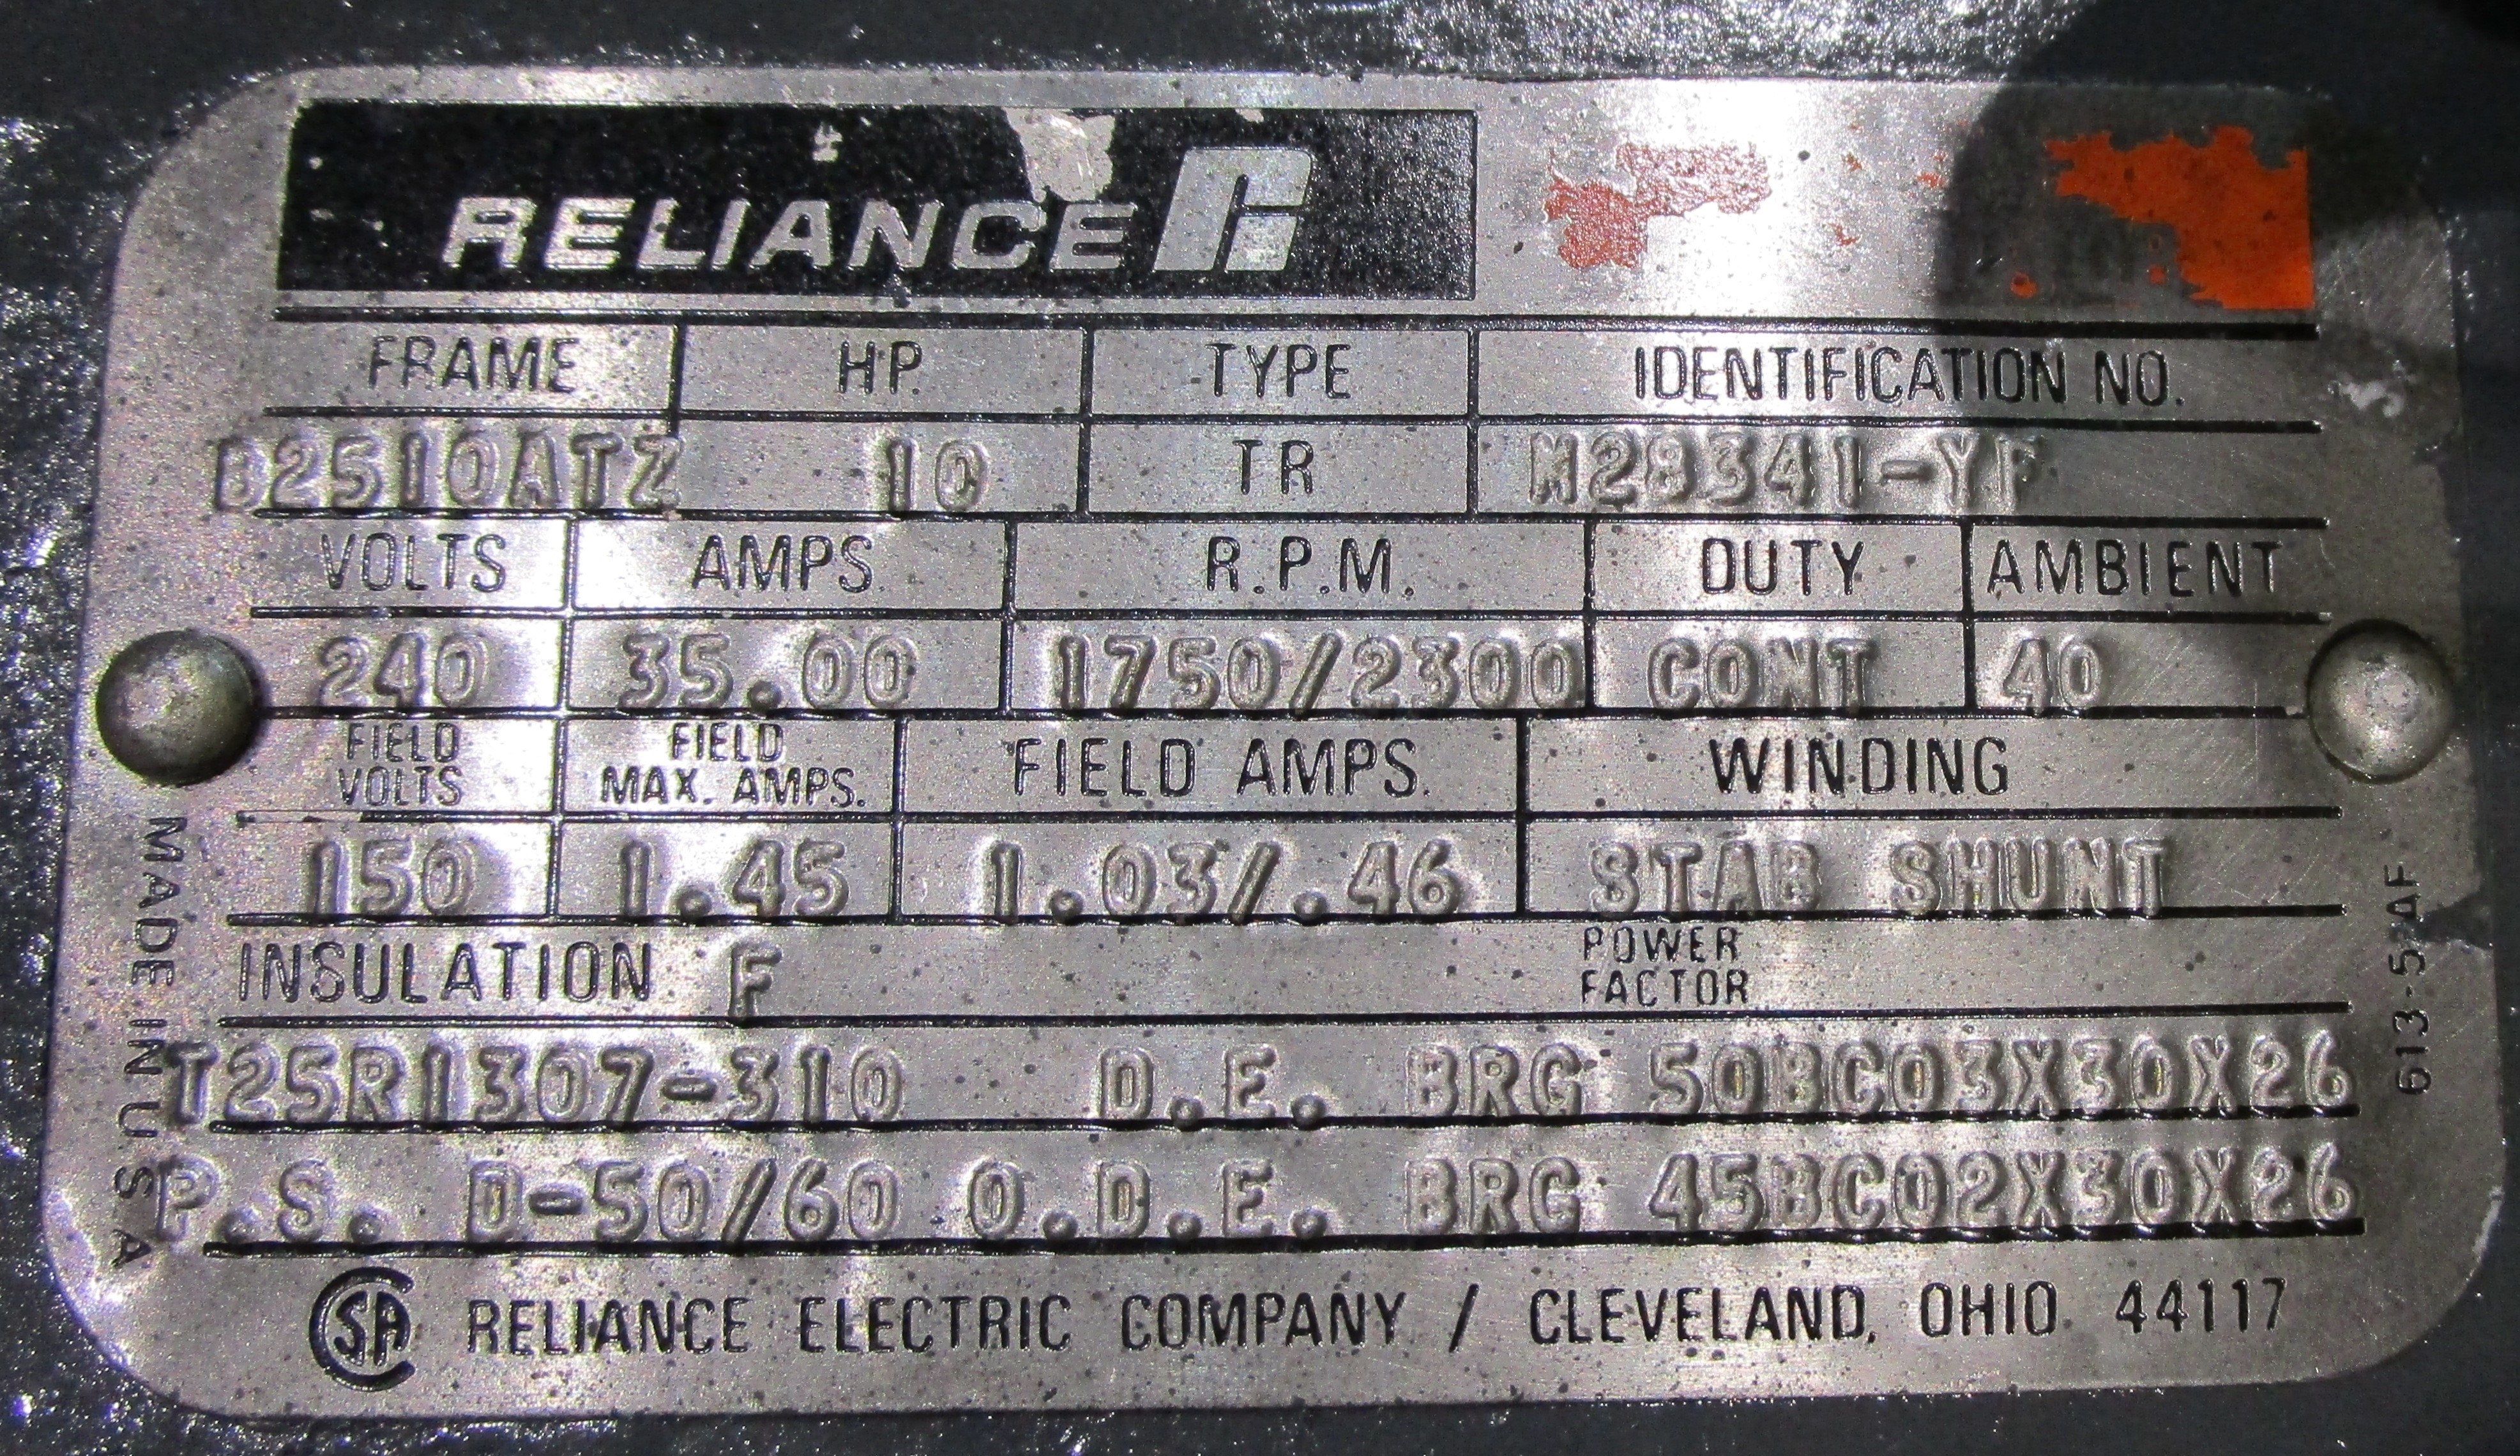 RELIANCE
FRAME HP. TYPE IDENTIFICATION NO.
B2510ATZ 10 TR M28341-YF
VOLTS AMPS. R.P.M. DUTY AMBIENT
240 35.00 1750/2300 CONT 40
FIELD VOLTS FIELD MAX. AMPS. FIELD AMPS. WINDING
150 1.45 1.03/.46 STAB SHUNT
INSULATION F POWER FACTOR
T25R1307-310 D.E. BRG 50BC03X30X26
P.S. D-50/60 O.D.E. BRG 45BC02X30X26
SA RELIANCE ELECTRIC COMPANY / CLEVELAND, OHIO 44117
MADE IN U S A